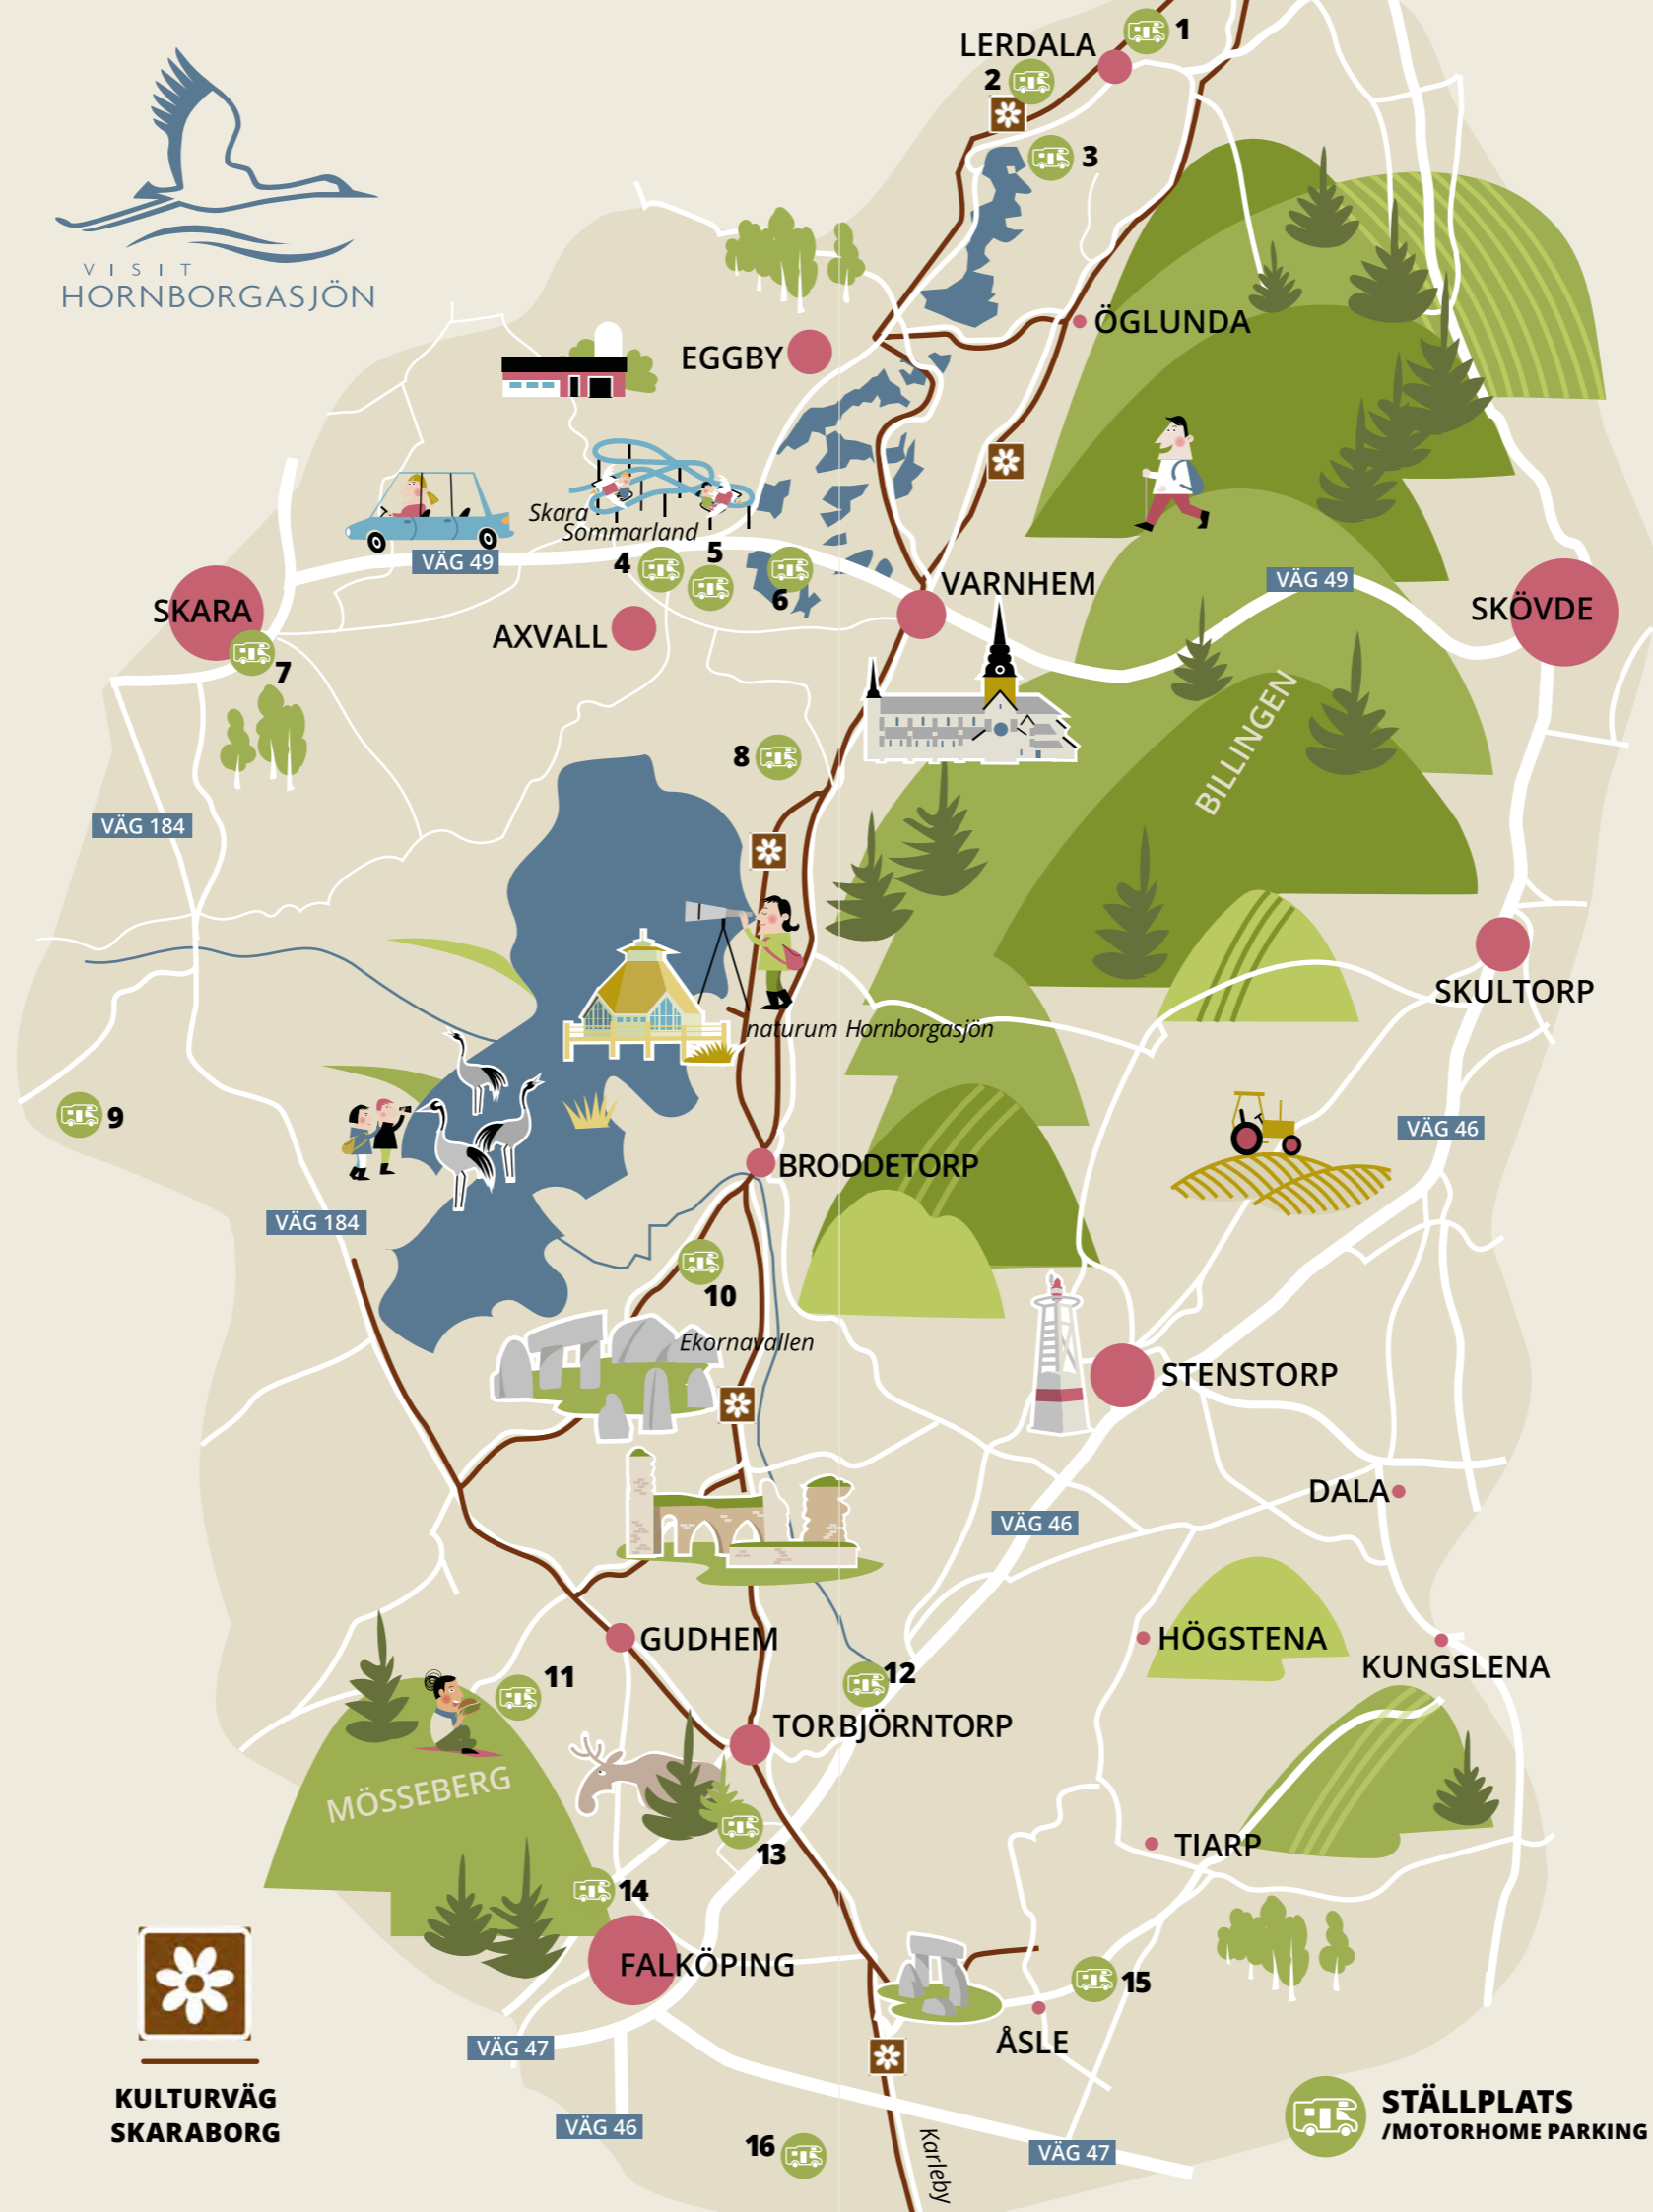 LERDALA
1
2
3
VISIT
HORNBORGASJÖN
ÖGLUNDA
EGGBY
Skara
Sommarland
VÄG 49
4
5
6
VARNHEM
VÄG 49
SKARA
SKÖVDE
AXVALL
7
BILLINGEN
8
VÄG 184
SKULTORP
naturum Hornborgasjön
9
VÄG 46
BRODDETORP
VÄG 184
10
Ekornavallen
STENSTORP
DALA
VÄG 46
GUDHEM
HÖGSTENA
KUNGSLENA
11
12
TORBJÖRNTORP
MÖSSEBERG
13
TIARP
14
FALKÖPING
15
ÅSLE
VÄG 47
KULTURVÄG
SKARABORG
VÄG 46
16
Karleby
VÄG 47
STÄLLPLATS
/MOTORHOME PARKING